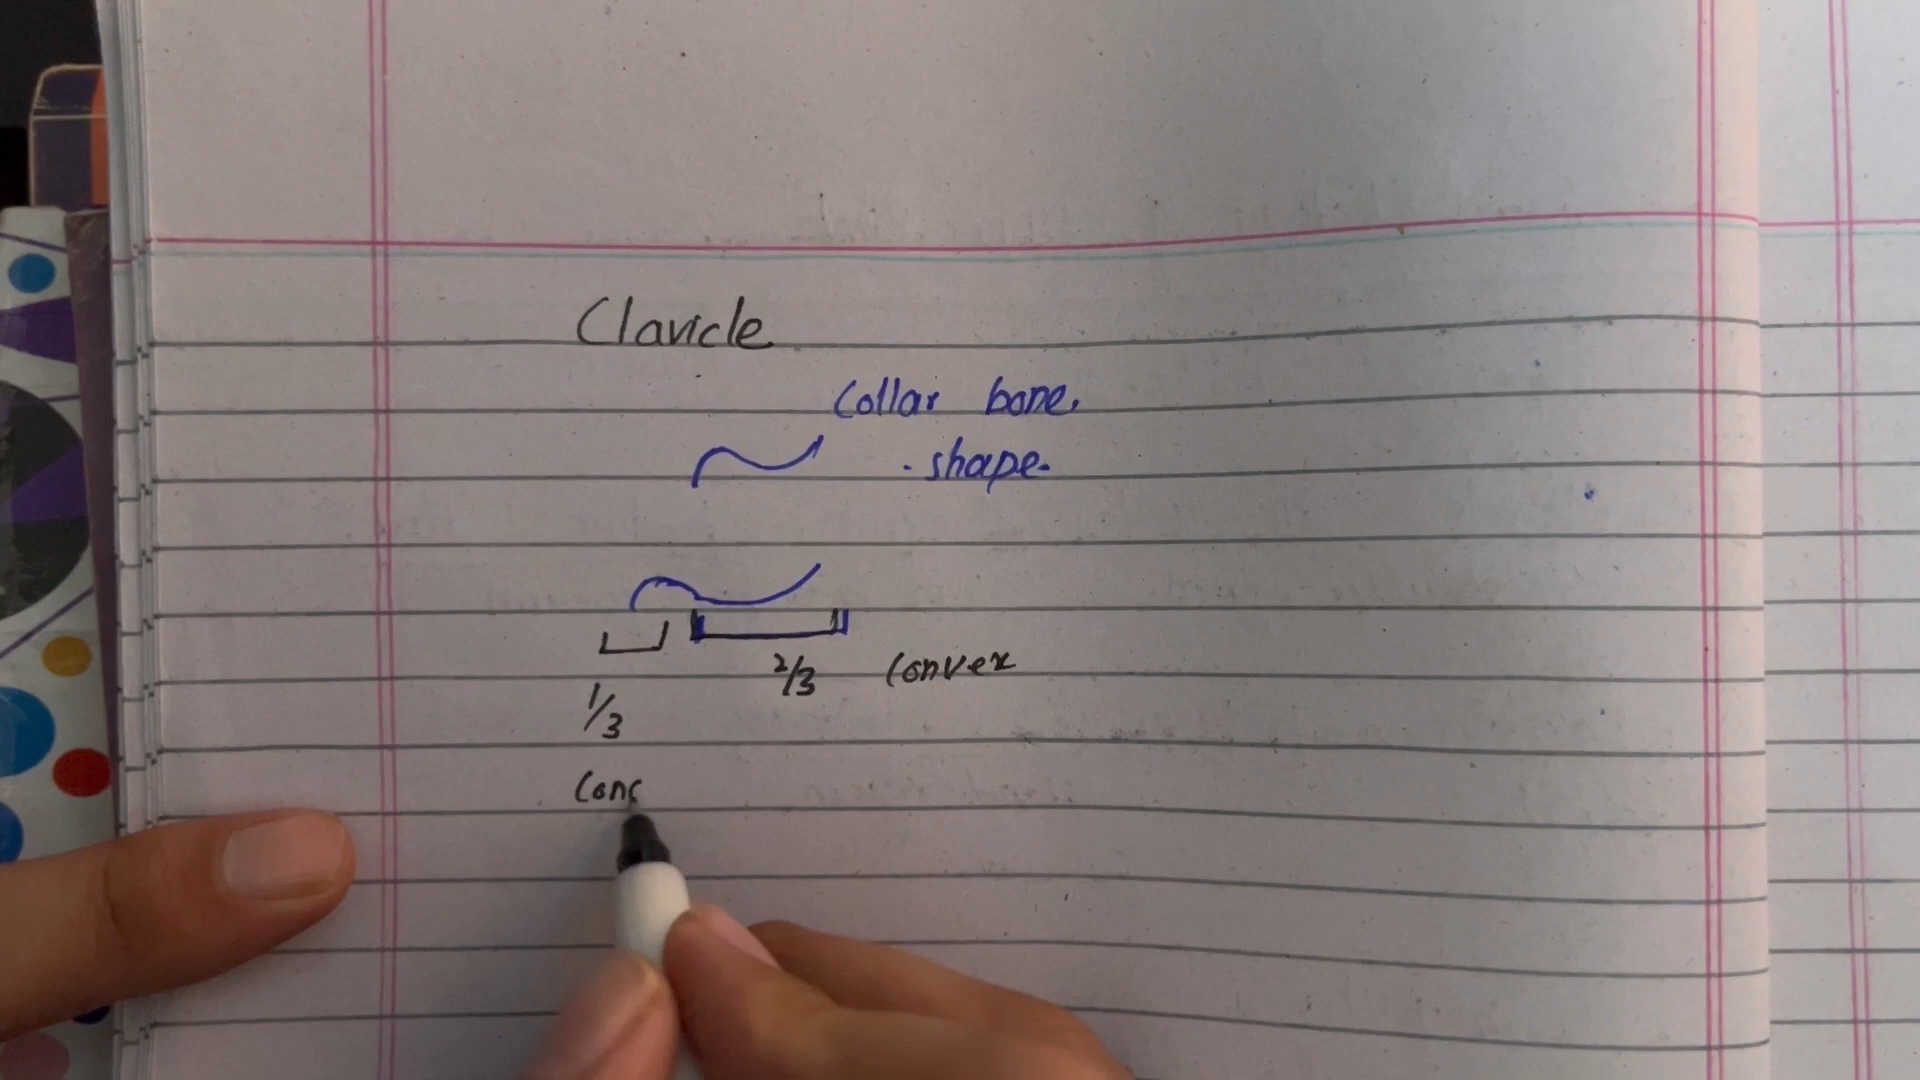 Clavicle
Collar bone.
. shape.
2/3 Convex
1/3
Conc